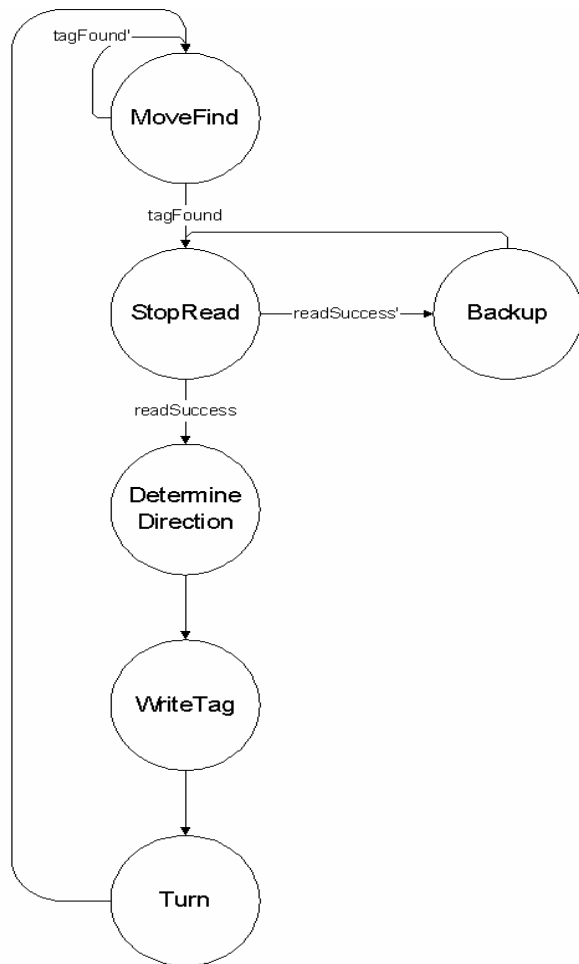 tagFound'
MoveFind
tagFound
StopRead
readSuccess'
Backup
readSuccess
Determine
Direction
WriteTag
Turn